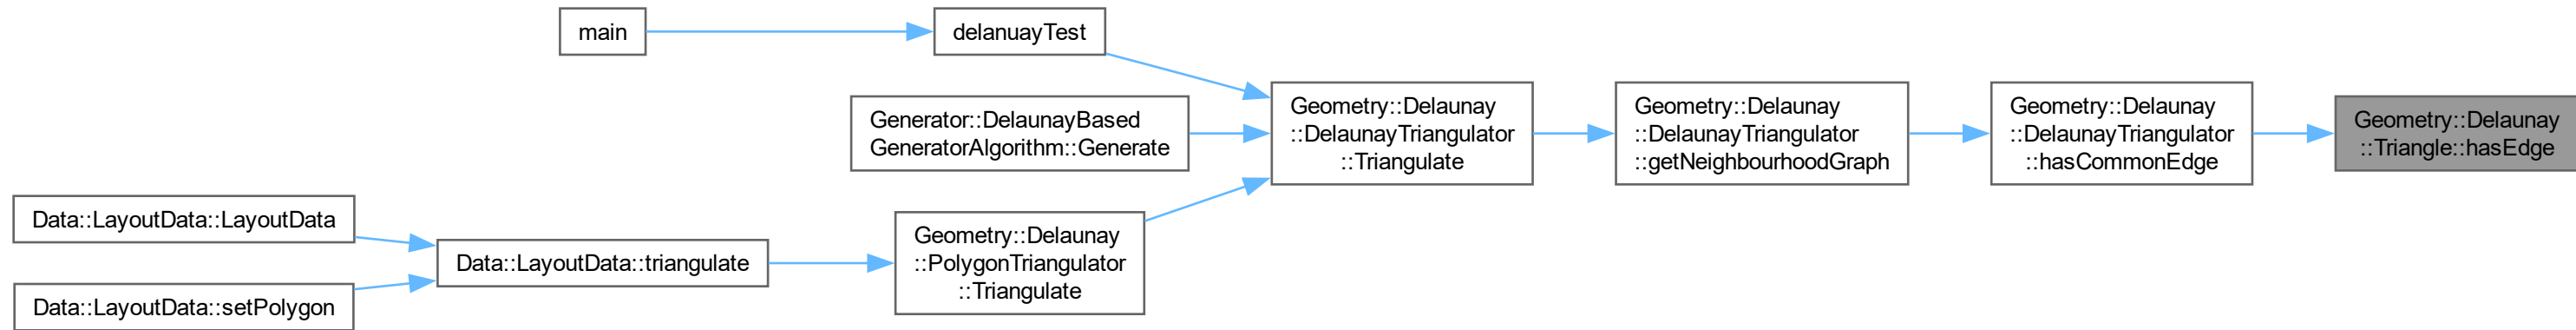 main
delanuayTest
Generator::DelaunayBased
GeneratorAlgorithm::Generate
Data::LayoutData::LayoutData
Data::LayoutData::setPolygon
Data::LayoutData::triangulate
Geometry::Delaunay
::PolygonTriangulator
::Triangulate
Geometry::Delaunay
::DelaunayTriangulator
::Triangulate
Geometry::Delaunay
::DelaunayTriangulator
::getNeighbourhoodGraph
Geometry::Delaunay
::DelaunayTriangulator
::hasCommonEdge
Geometry::Delaunay
::Triangle::hasEdge